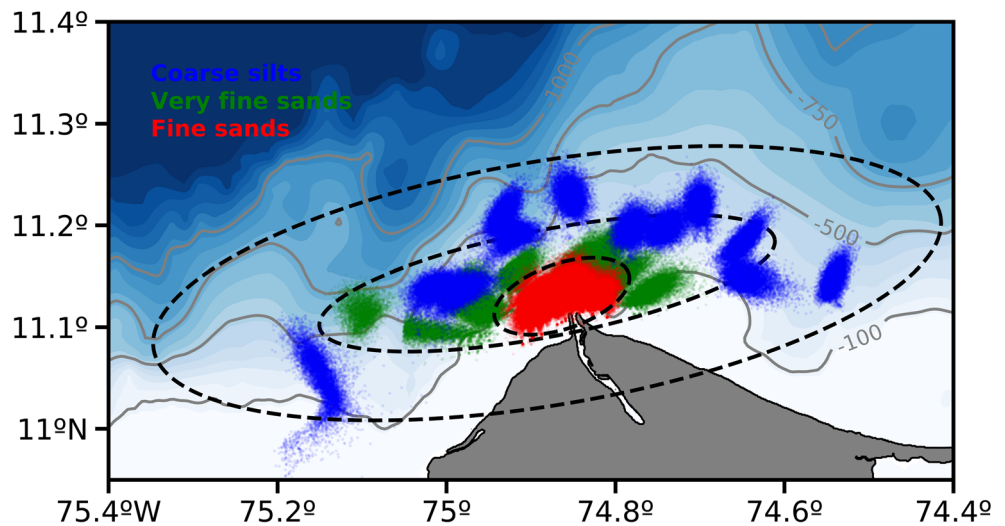 11.4º
Coarse silts
Very fine sands
Fine sands
1000
-750
11.3º
11.2º
-500
11.1º
-100
11ºN
75.4ºW 75.2º 75º 74.8º 74.6º 74.4º